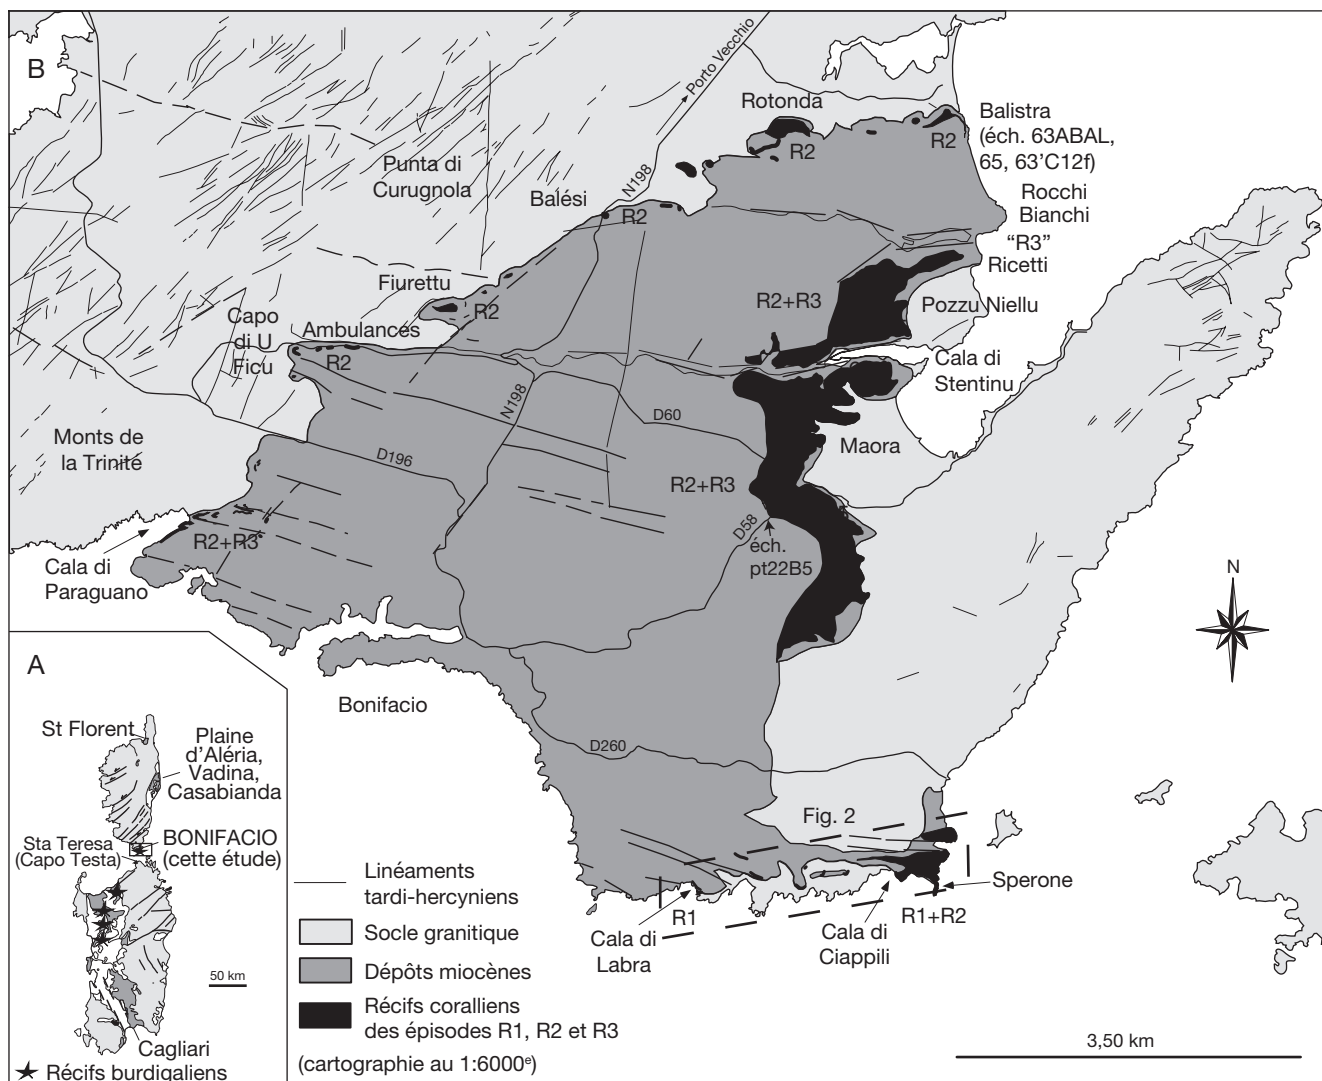 B
Porto Vecchio
Rotonda
R2
R2
Balistra
(éch. 63ABAL,
65, 63’C12f)
Punta di
Curugnola
N198
Balési
R2
Rocchi
Bianchi
“R3”
Ricetti
Fiurettu
R2
R2+R3
Pozzu Niellu
Capo
di U
Ficu
Ambulances
R2
Cala di
Stentinu
N198
D60
Monts de
la Trinité
D196
Maora
R2+R3
R2+R3
D58
éch.
pt22B5
Cala di
Paraguano
N
A
Bonifacio
St Florent
Plaine
d’Aléria,
Vadina,
Casabianda
D260
Sta Teresa
(Capo Testa)
BONIFACIO
(cette étude)
Fig. 2
Linéaments
tardi-hercyniens
Sperone
R1
R1+R2
Socle granitique
Cala di
Labra
Cala di
Ciappili
50 km
Dépôts miocènes
Récifs coralliens
des épisodes R1, R2 et R3
(cartographie au 1:6000e)
3,50 km
Cagliari
Récifs burdigaliens